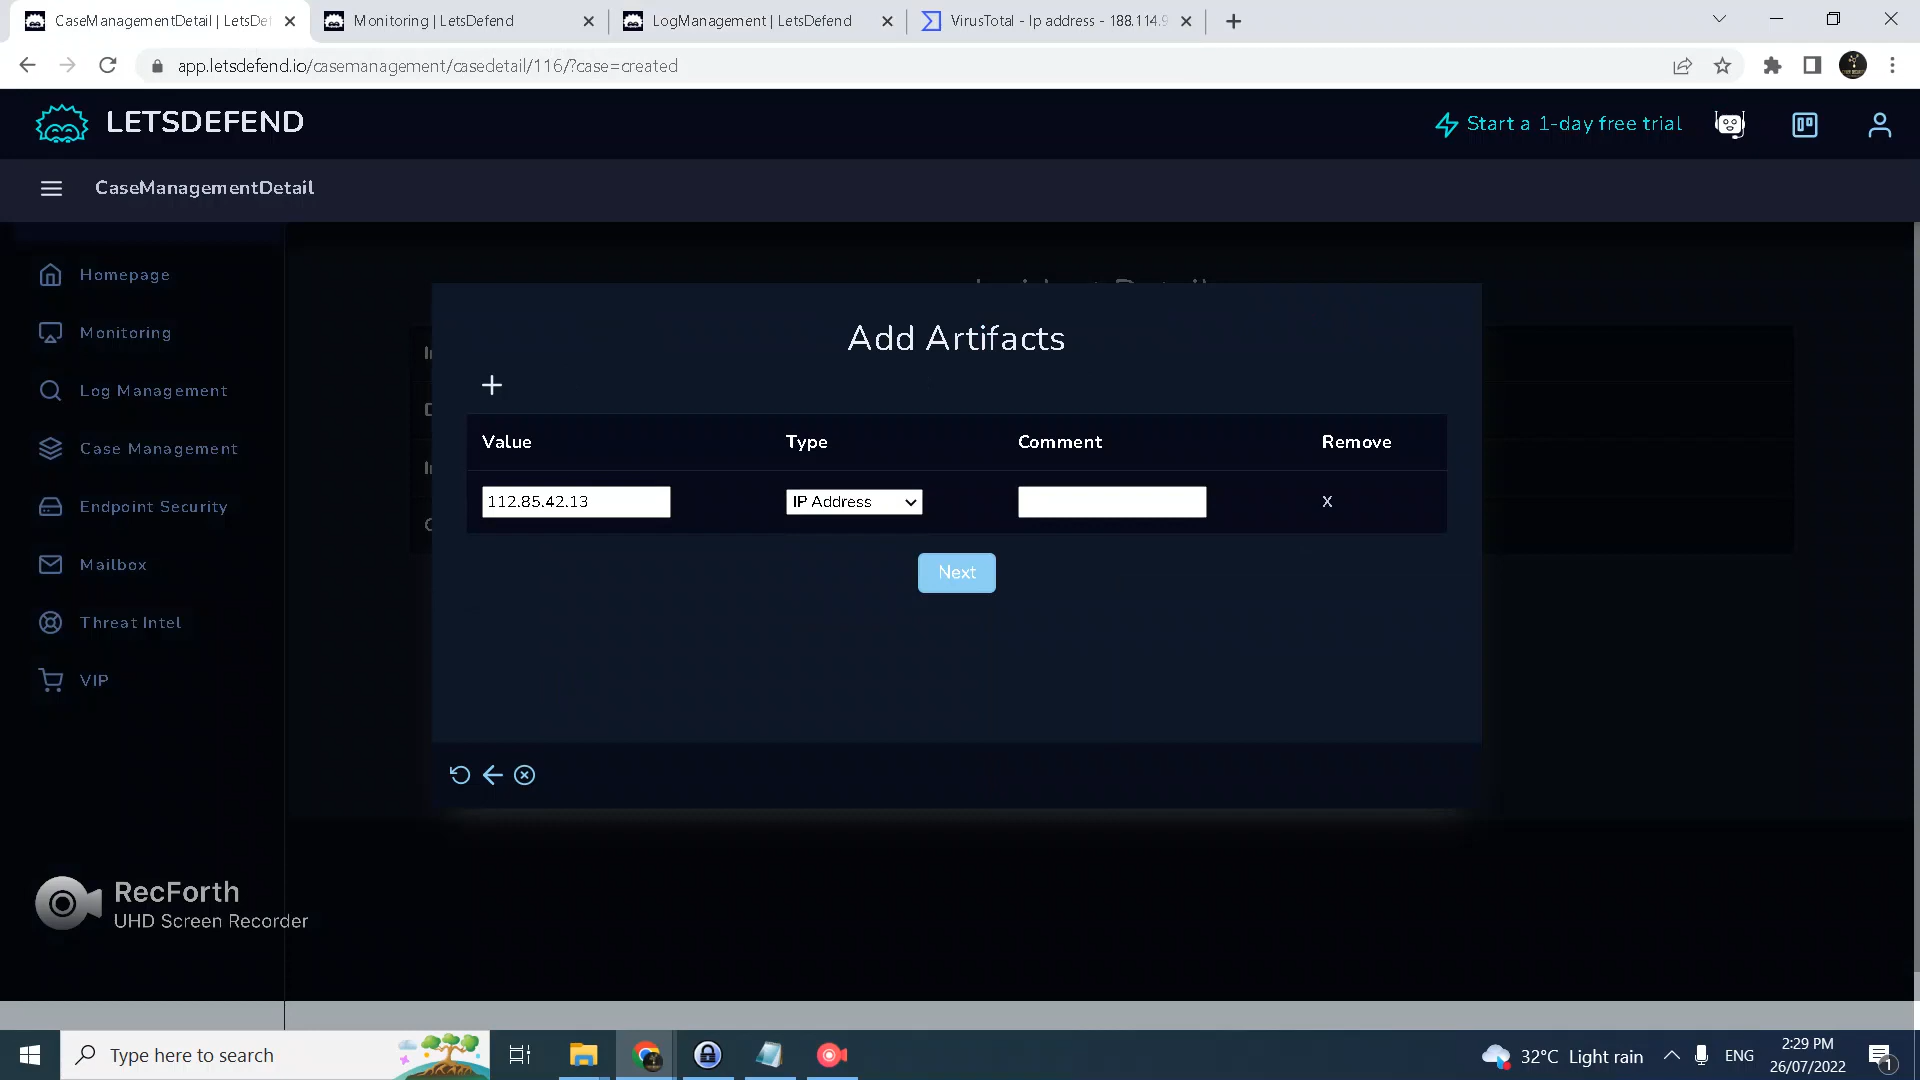 CaseManagementDetail | LetsDe
Monitoring | LetsDefend
LogManagement | LetsDefend
VirusTotal - Ip address - 188.114.9
app.letsdefend.io/casemanagement/casedetail/116/?case=created
LETSDEFEND
Start a 1-day free trial
CaseManagementDetail
Homepage
Monitoring
Log Management
Case Management
Endpoint Security
Mailbox
Threat Intel
VIP
Add Artifacts
Value Type Comment Remove
112.85.42.13 IP Address X
Next
RecForth
UHD Screen Recorder
Type here to search
32°C Light rain
ENG
2:29 PM
26/07/2022
1